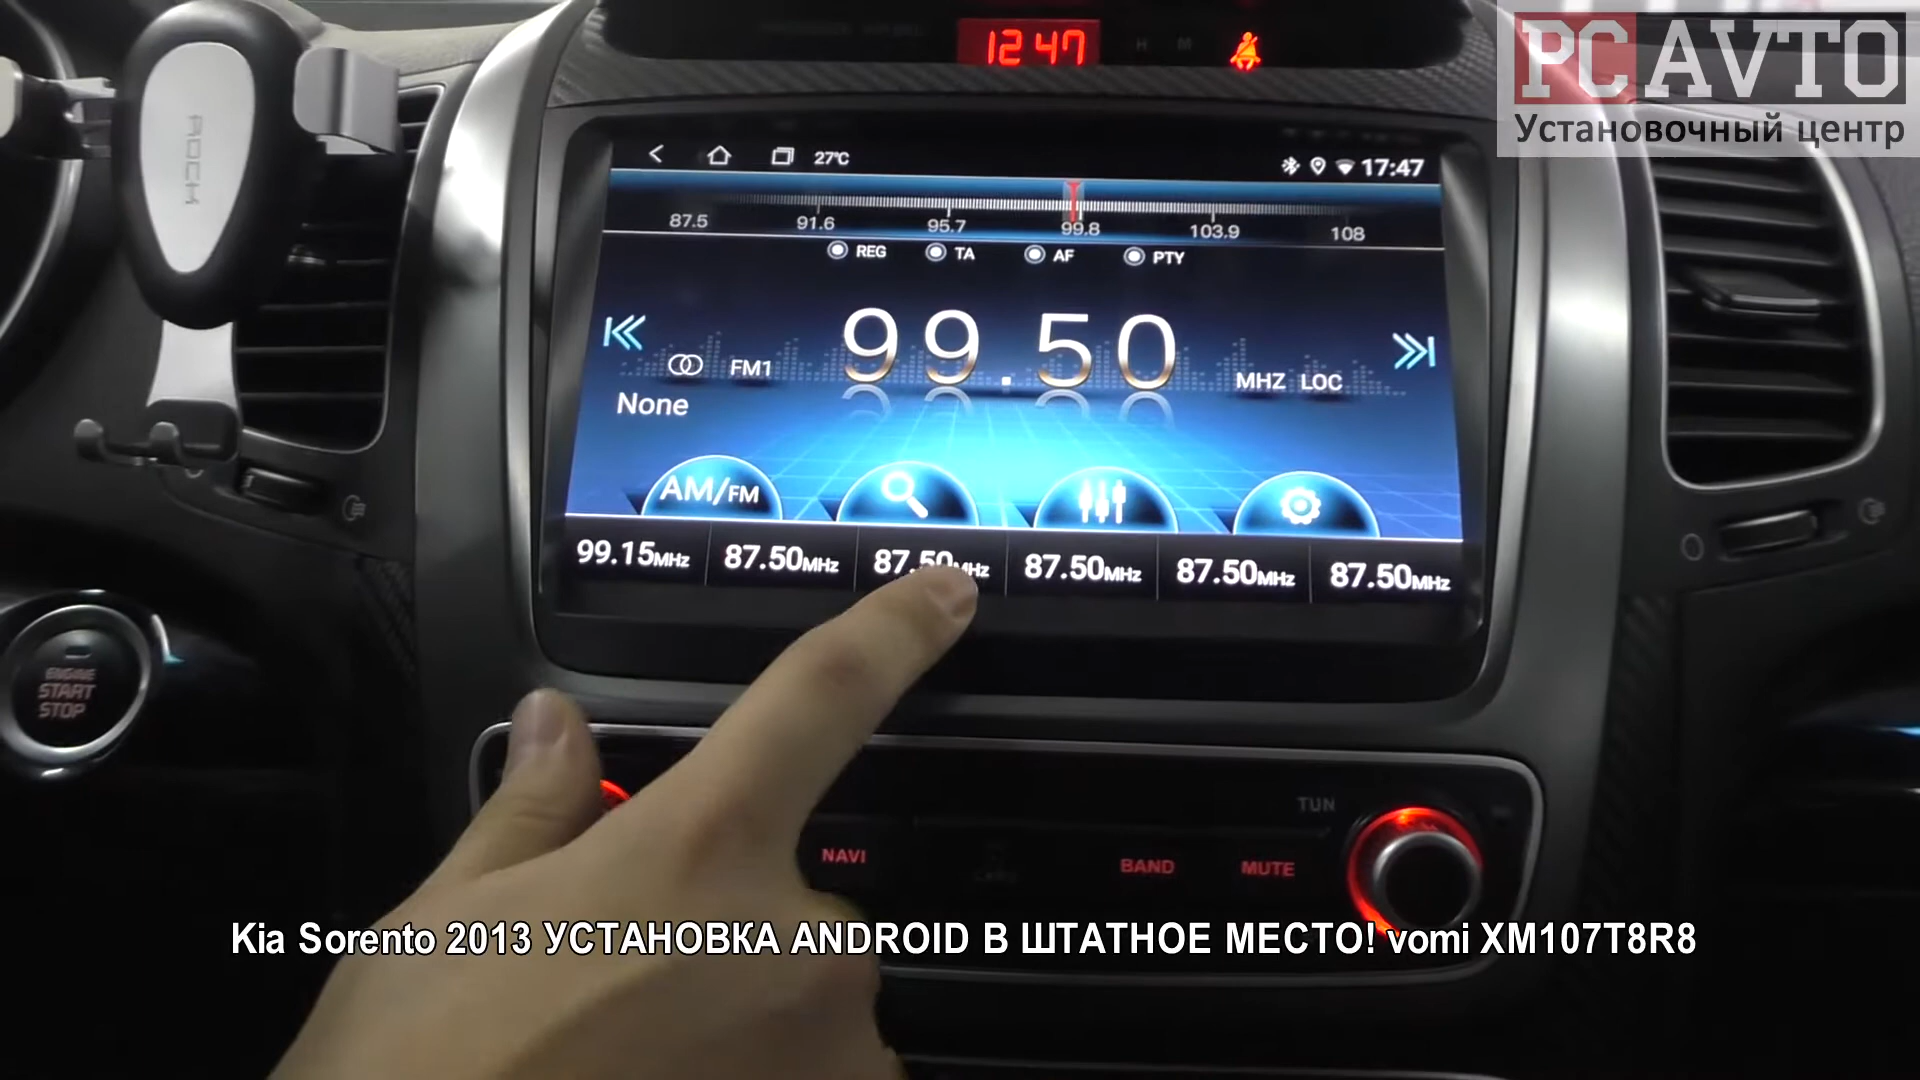 12 47
H M
PC AVTO
Установочный центр
27°C
17:47
87.5 91.6 95.7 99.8 103.9 108
REG TA AF PTY
99.50
FM1
MHZ LOC
None
AM/FM
99.15MHz 87.50MHz 87.50MHz 87.50MHz 87.50MHz 87.50MHz
ENGINE
START
STOP
TUN
NAVI BAND MUTE
Kia Sorento 2013 УСТАНОВКА ANDROID В ШТАТНОЕ МЕСТО! vomi XM107T8R8